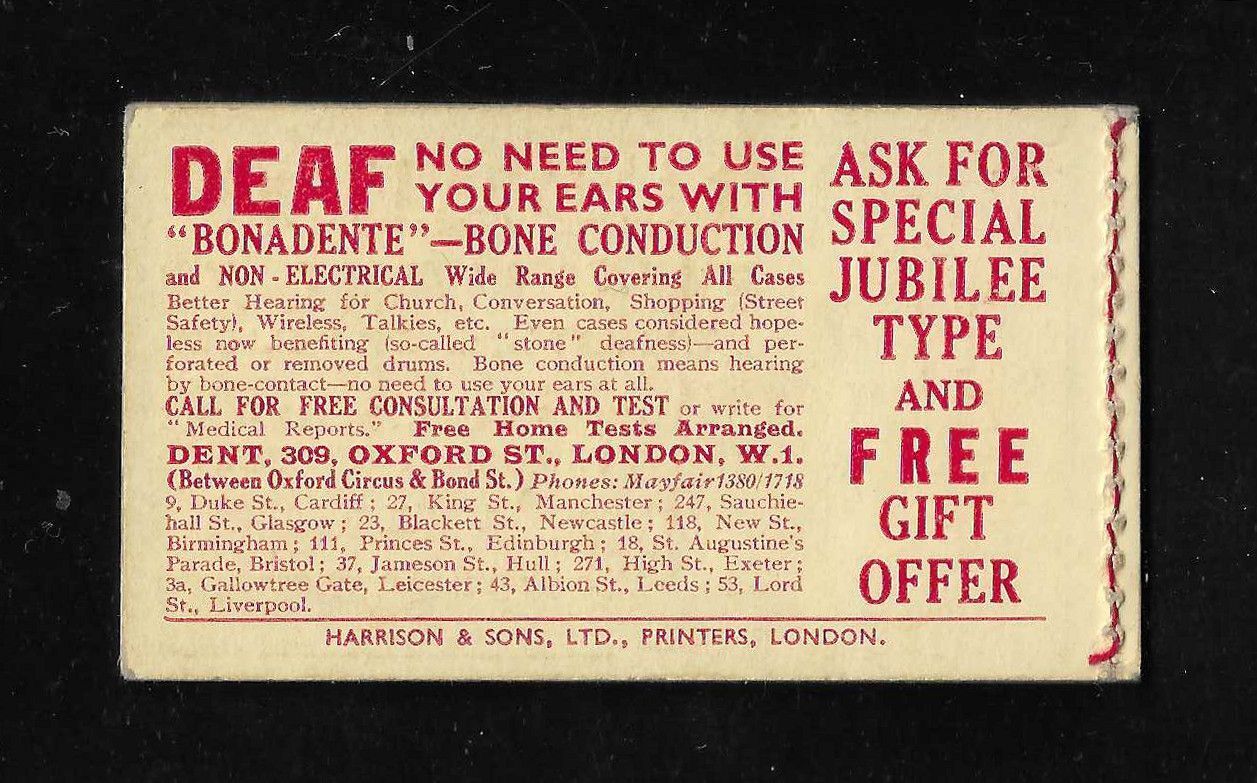 DEAF NO NEED TO USE
YOUR EARS WITH
"BONADENTE"—BONE CONDUCTION
and NON-ELECTRICAL Wide Range Covering All Cases
Better Hearing for Church, Conversation, Shopping (Street
Safety), Wireless, Talkies, etc. Even cases considered hope-
less now benefiting (so-called "stone" deafness)—and per-
forated or removed drums. Bone conduction means hearing
by bone-contact—no need to use your ears at all.
CALL FOR FREE CONSULTATION AND TEST or write for
"Medical Reports." Free Home Tests Arranged.
DENT, 309, OXFORD ST., LONDON, W.1.
(Between Oxford Circus & Bond St.) Phones: Mayfair 1380/1718
9, Duke St., Cardiff; 27, King St., Manchester; 247, Sauchie-
hall St., Glasgow; 23, Blackett St., Newcastle; 118, New St.,
Birmingham; 111, Princes St., Edinburgh; 18, St. Augustine's
Parade, Bristol; 37, Jameson St., Hull; 271, High St., Exeter;
3a, Gallowtree Gate, Leicester; 43, Albion St., Leeds; 53, Lord
St., Liverpool.
ASK FOR
SPECIAL
JUBILEE
TYPE
AND
FREE
GIFT
OFFER
HARRISON & SONS, LTD., PRINTERS, LONDON.